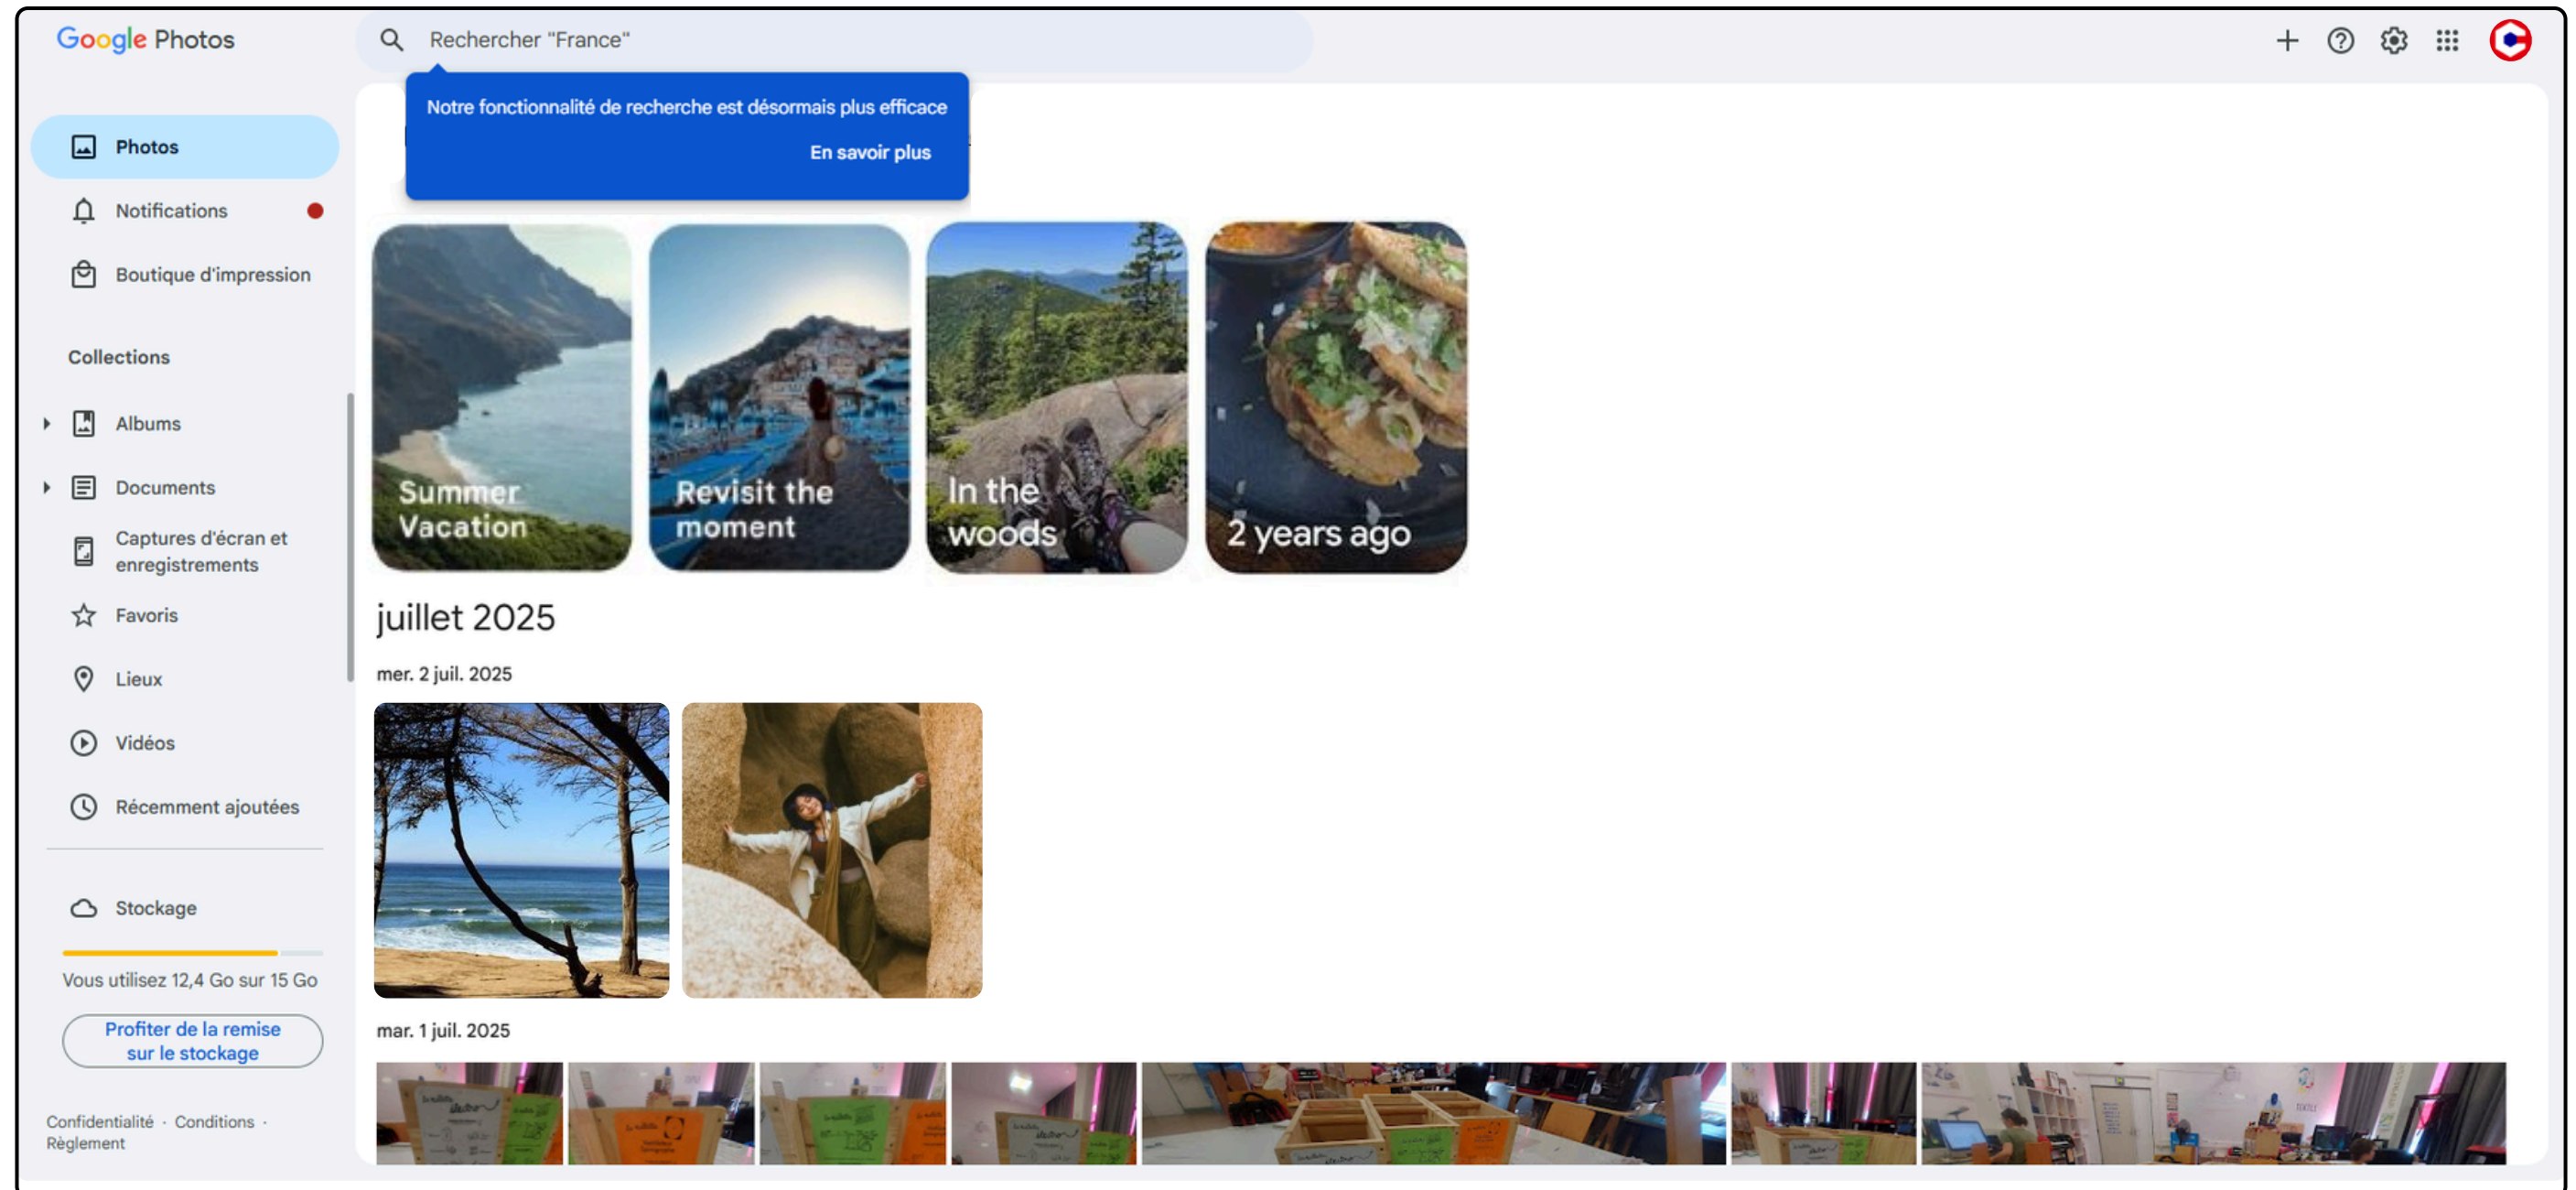 Google Photos
Rechercher "France"
Notre fonctionnalité de recherche est désormais plus efficace
En savoir plus
Photos
Notifications
Boutique d'impression
Collections
Albums
Documents
Captures d'écran et
enregistrements
Favoris
Lieux
Vidéos
Récemment ajoutées
Stockage
Vous utilisez 12,4 Go sur 15 Go
Profiter de la remise
sur le stockage
Confidentialité · Conditions ·
Règlement
Summer
Vacation
Revisit the
moment
In the
woods
2 years ago
juillet 2025
mer. 2 juil. 2025
mar. 1 juil. 2025